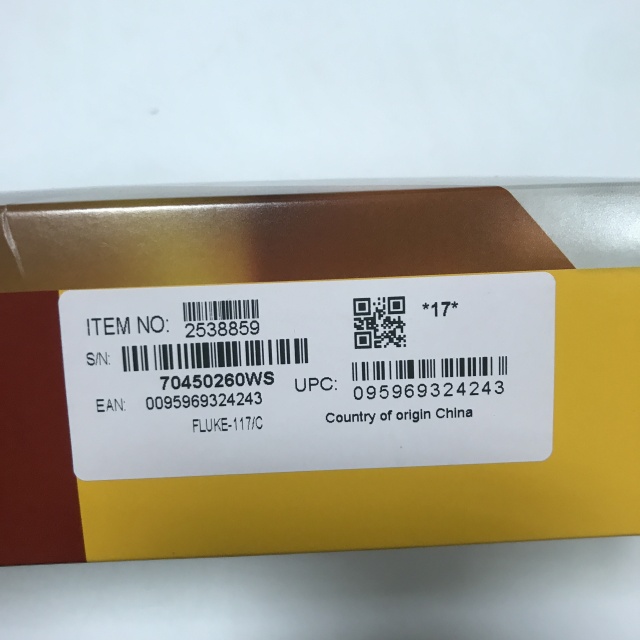 ITEM NO: 2538859
*17*
S/N: 70450260WS
UPC: 095969324243
EAN: 0095969324243
Country of origin China
FLUKE-117/C